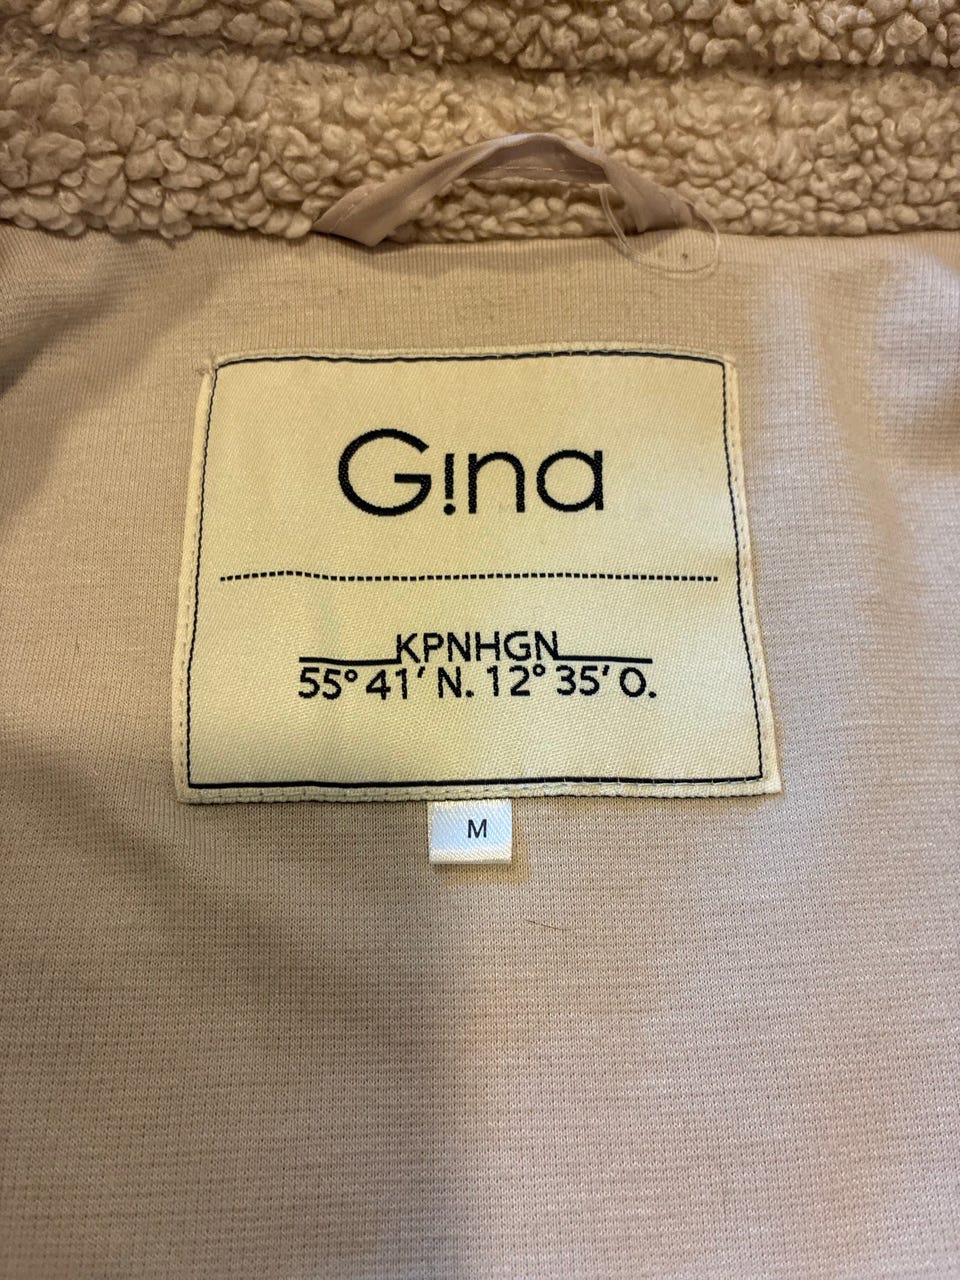 G!na
KPNHGN
55° 41' N. 12° 35' O.
M